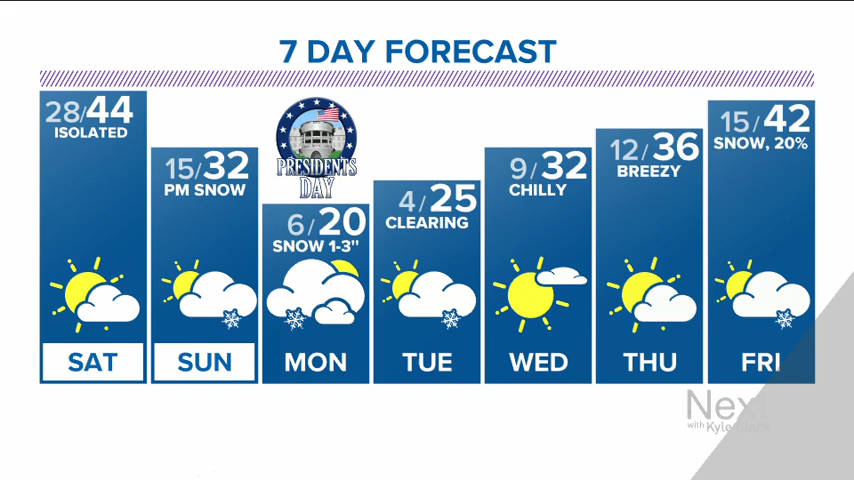 7 DAY FORECAST
28/44
ISOLATED
SAT
15/32
PM SNOW
SUN
PRESIDENTS
DAY
6/20
SNOW 1-3"
MON
4/25
CLEARING
TUE
9/32
CHILLY
WED
12/36
BREEZY
THU
15/42
SNOW, 20%
FRI
Next
with Kyle Clark